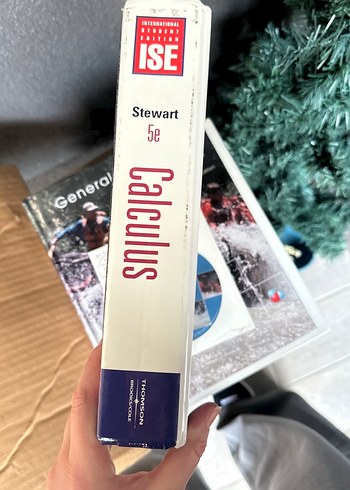 INTERNATIONAL
STUDENT
EDITION
ISE
Stewart
5e
Calculus
THOMSON
BROOKS/COLE
General